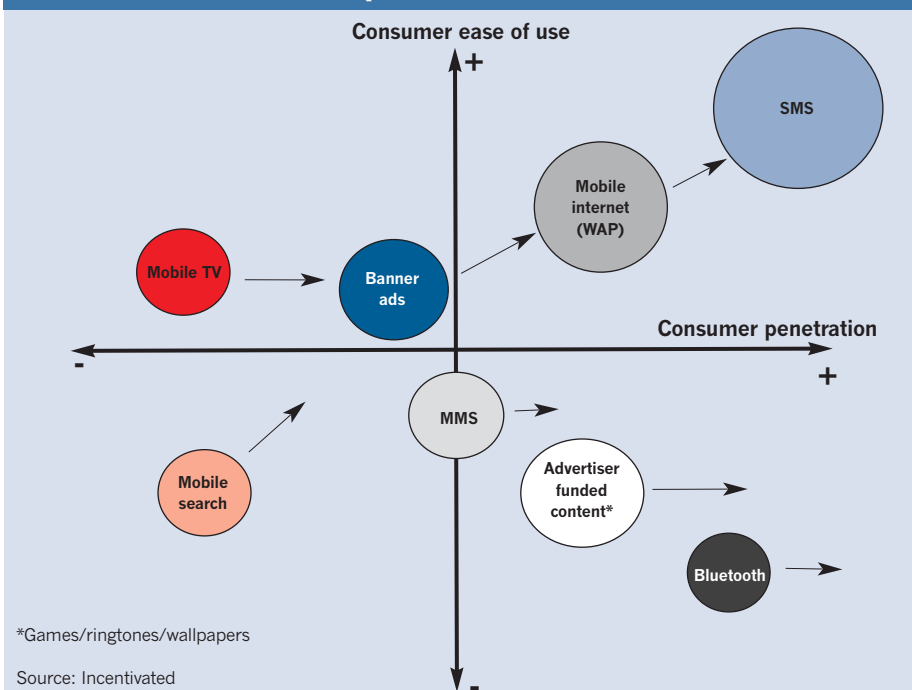 Consumer ease of use
+
SMS
Mobile
internet
(WAP)
Mobile TV
Banner
ads
Consumer penetration
-
+
MMS
Advertiser
funded
content*
Mobile
search
Bluetooth
*Games/ringtones/wallpapers
Source: Incentivated
-